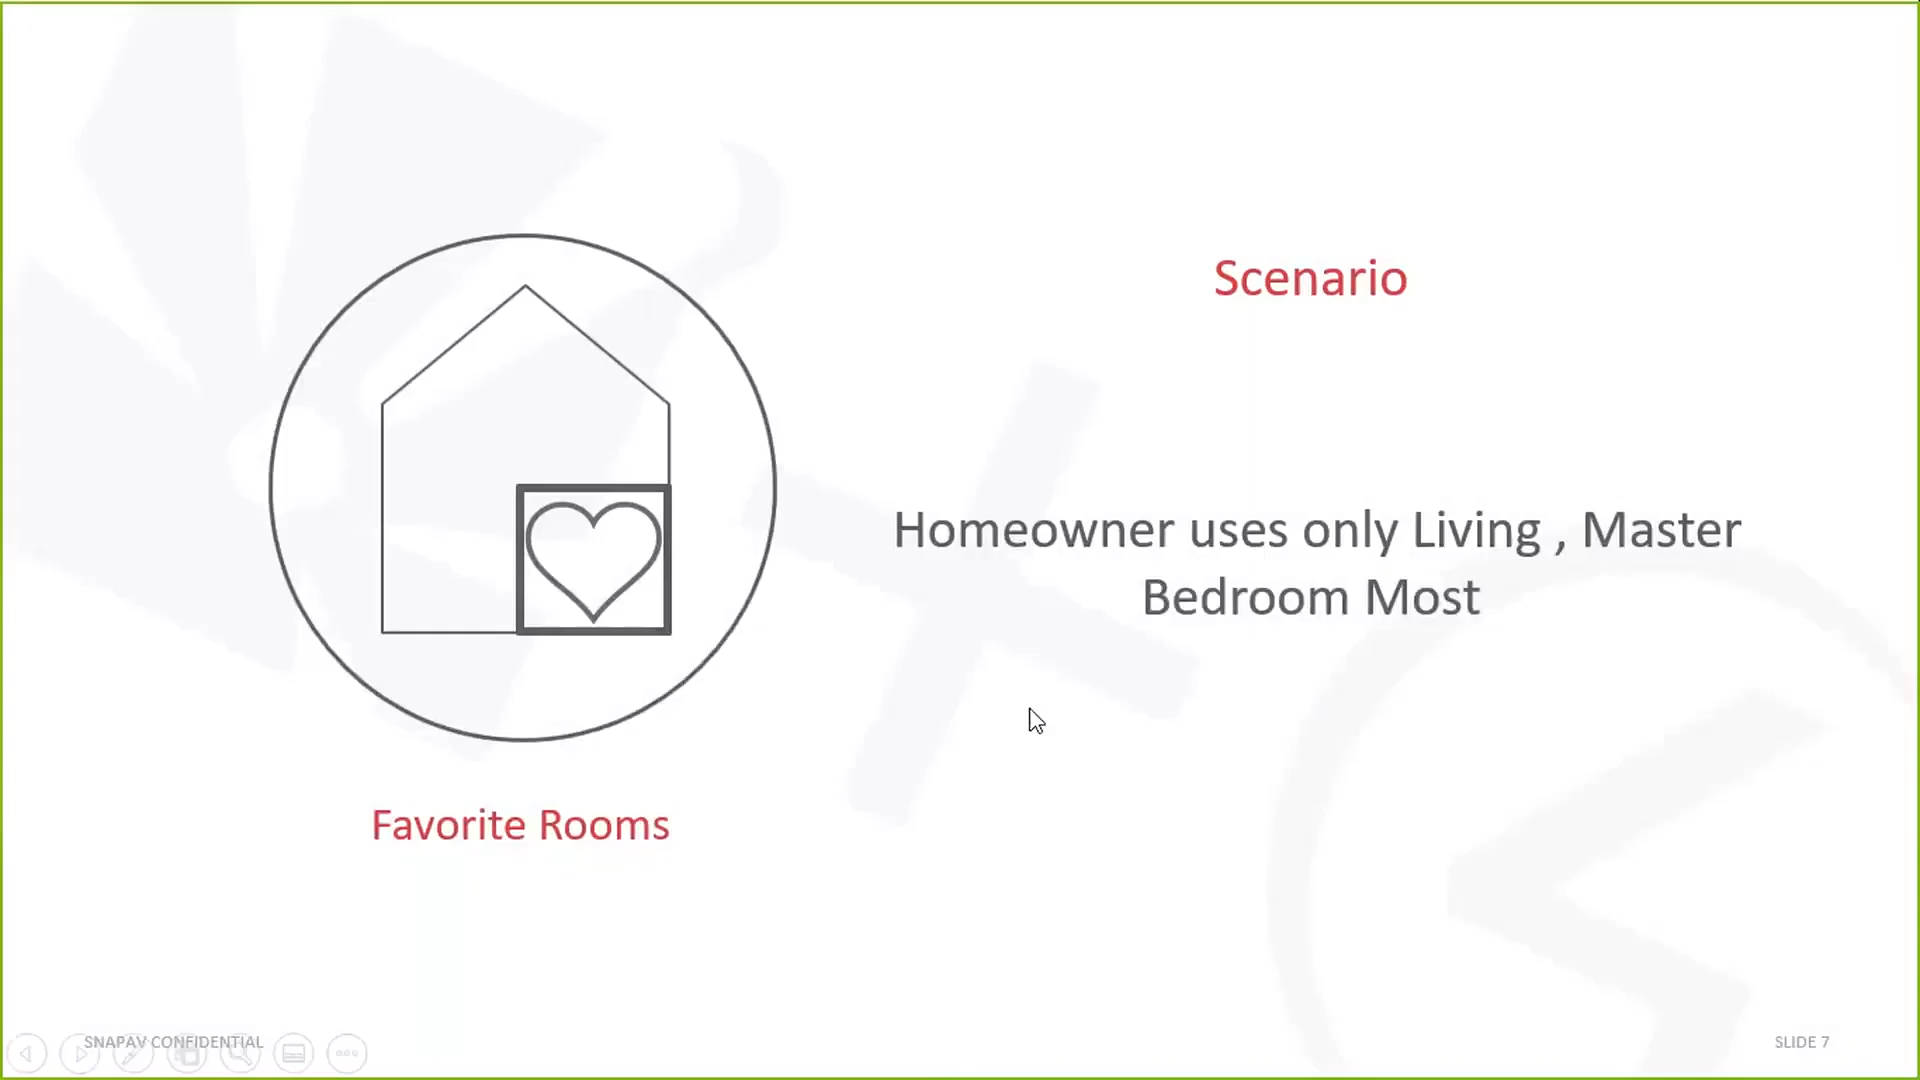 Scenario
Homeowner uses only Living , Master
Bedroom Most
Favorite Rooms
SNAPAV CONFIDENTIAL
SLIDE 7